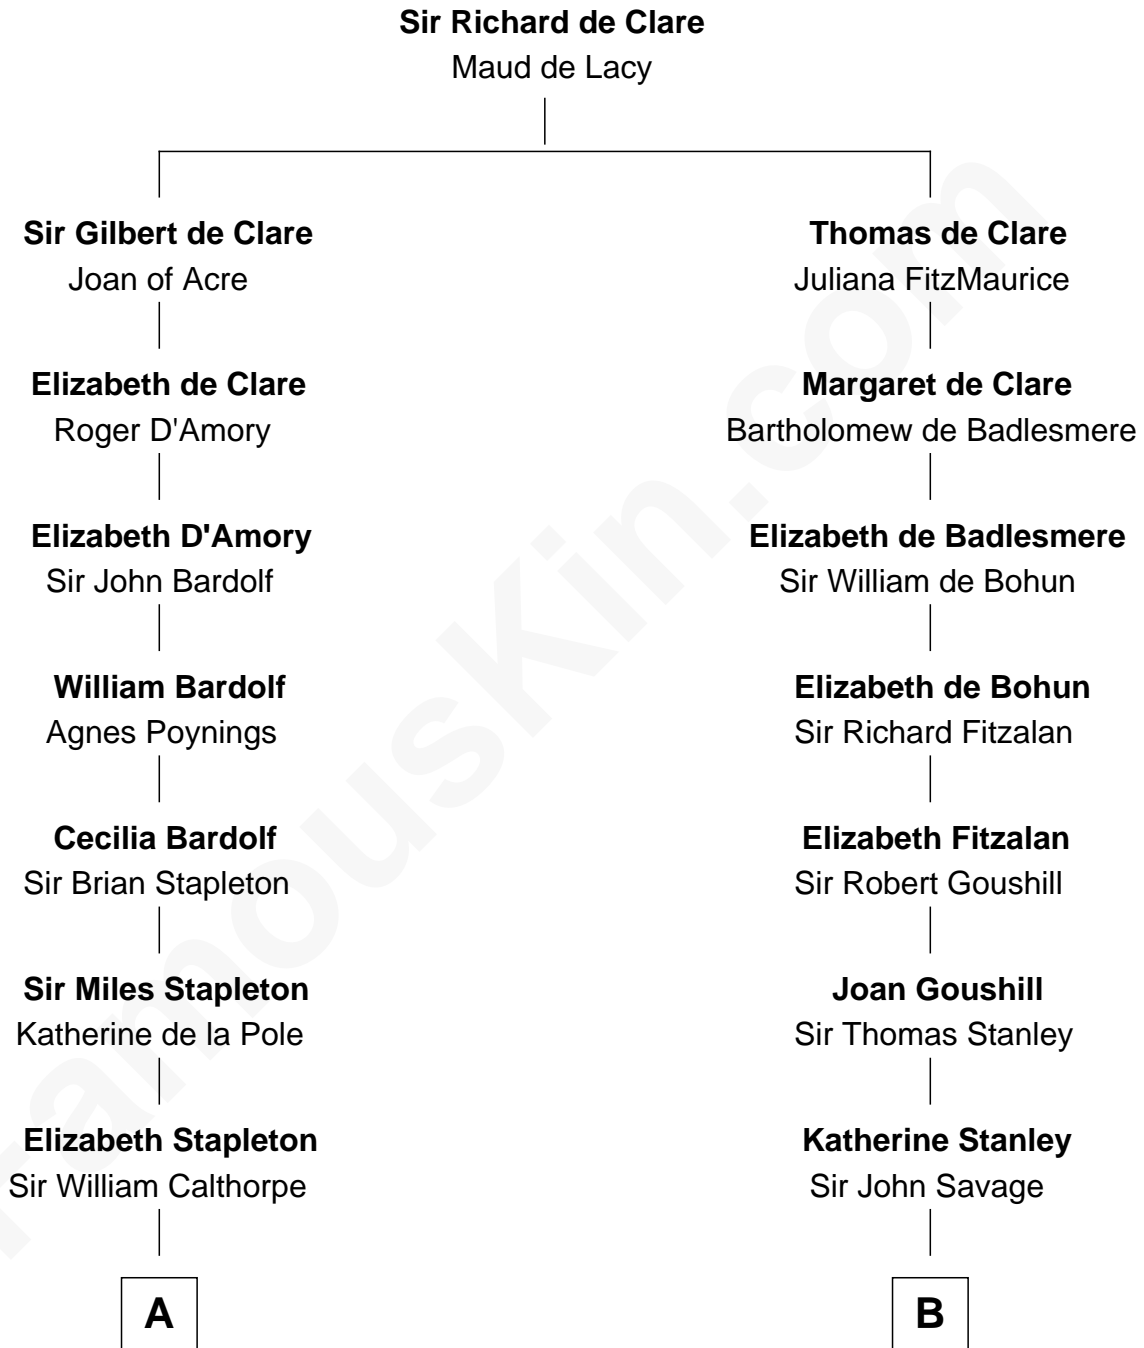 Sir Richard de Clare
Maud de Lacy
Sir Gilbert de Clare
Joan of Acre
Elizabeth de Clare
Roger D'Amory
Elizabeth D'Amory
Sir John Bardolf
William Bardolf
Agnes Poynings
Cecilia Bardolf
Sir Brian Stapleton
Sir Miles Stapleton
Katherine de la Pole
Elizabeth Stapleton
Sir William Calthorpe
A
Thomas de Clare
Juliana FitzMaurice
Margaret de Clare
Bartholomew de Badlesmere
Elizabeth de Badlesmere
Sir William de Bohun
Elizabeth de Bohun
Sir Richard Fitzalan
Elizabeth Fitzalan
Sir Robert Goushill
Joan Goushill
Sir Thomas Stanley
Katherine Stanley
Sir John Savage
B
FamousKin.com